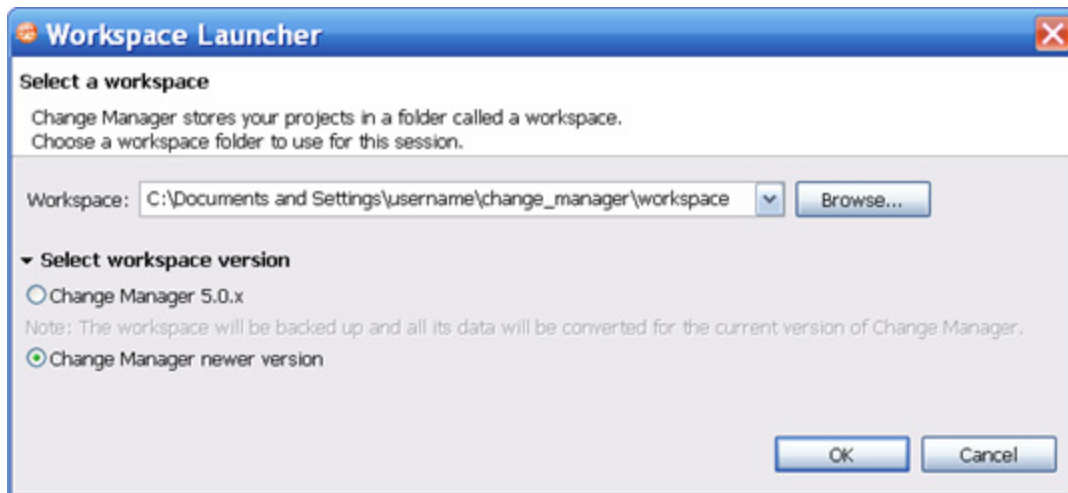 Workspace Launcher
Select a workspace
Change Manager stores your projects in a folder called a workspace.
Choose a workspace folder to use for this session.
Workspace: C:\Documents and Settings\username\change_manager\workspace Browse...
Select workspace version
Change Manager 5.0.x
Note: The workspace will be backed up and all its data will be converted for the current version of Change Manager.
Change Manager newer version
OK Cancel